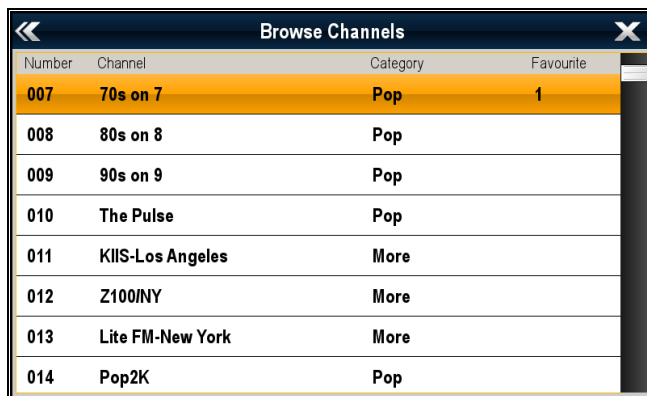 Browse Channels
Number Channel Category Favourite
007 70s on 7 Pop 1
008 80s on 8 Pop
009 90s on 9 Pop
010 The Pulse Pop
011 KIIS-Los Angeles More
012 Z100/NY More
013 Lite FM-New York More
014 Pop2K Pop